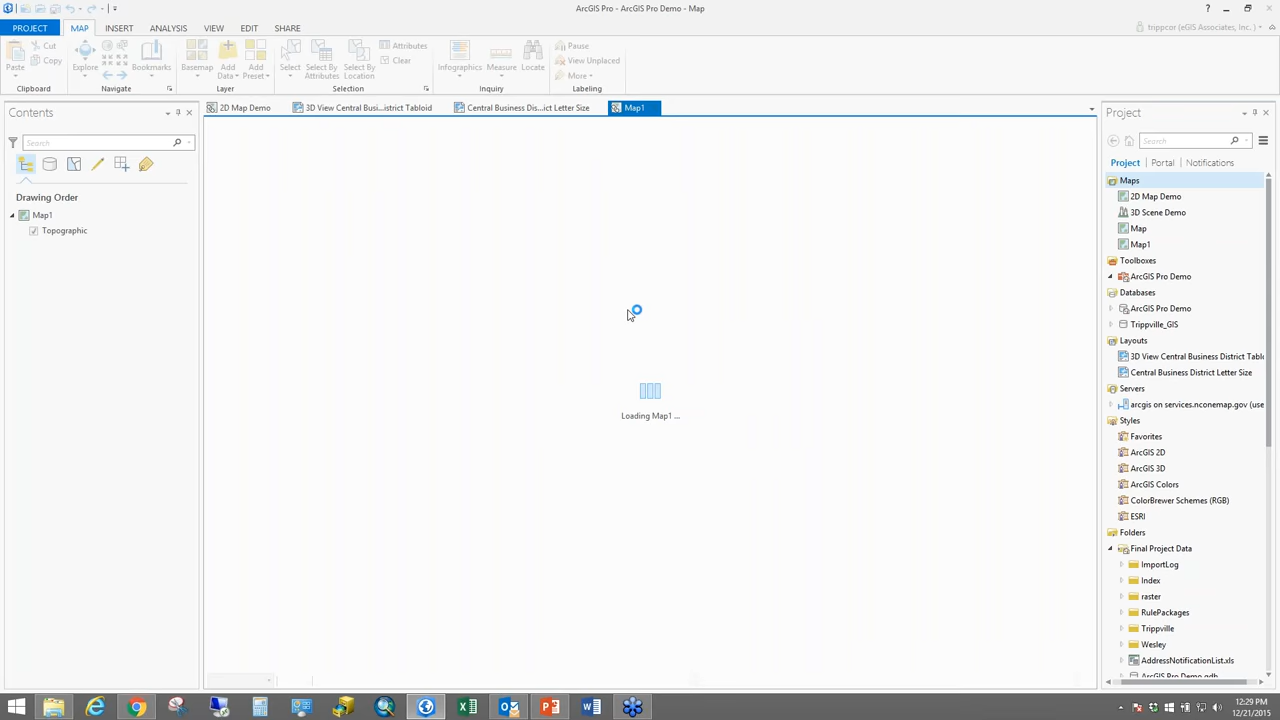 ArcGIS Pro - ArcGIS Pro Demo - Map
PROJECT MAP INSERT ANALYSIS VIEW EDIT SHARE
trippcor (eGIS Associates, Inc.)
Paste
Cut
Copy
Clipboard
Explore
Bookmarks
Navigate
Basemap
Add Data
Add Preset
Layer
Select
Select By Attributes
Select By Location
Attributes
Clear
Selection
Infographics
Measure
Locate
Inquiry
Pause
View Unplaced
More
Labeling
Contents
Search
Drawing Order
Map1
Topographic
2D Map Demo
3D View Central Busi...istrict Tabloid
Central Business Dis...ict Letter Size
Map1
Loading Map1 ...
Project
Search
Project Portal Notifications
Maps
2D Map Demo
3D Scene Demo
Map
Map1
Toolboxes
ArcGIS Pro Demo
Databases
ArcGIS Pro Demo
Trippville_GIS
Layouts
3D View Central Business District Tabl
Central Business District Letter Size
Servers
arcgis on services.nconemap.gov (use
Styles
Favorites
ArcGIS 2D
ArcGIS 3D
ArcGIS Colors
ColorBrewer Schemes (RGB)
ESRI
Folders
Final Project Data
ImportLog
Index
raster
RulePackages
Trippville
Wesley
AddressNotificationList.xls
ArcGIS Pro Demo.gdb
12:29 PM
12/21/2015